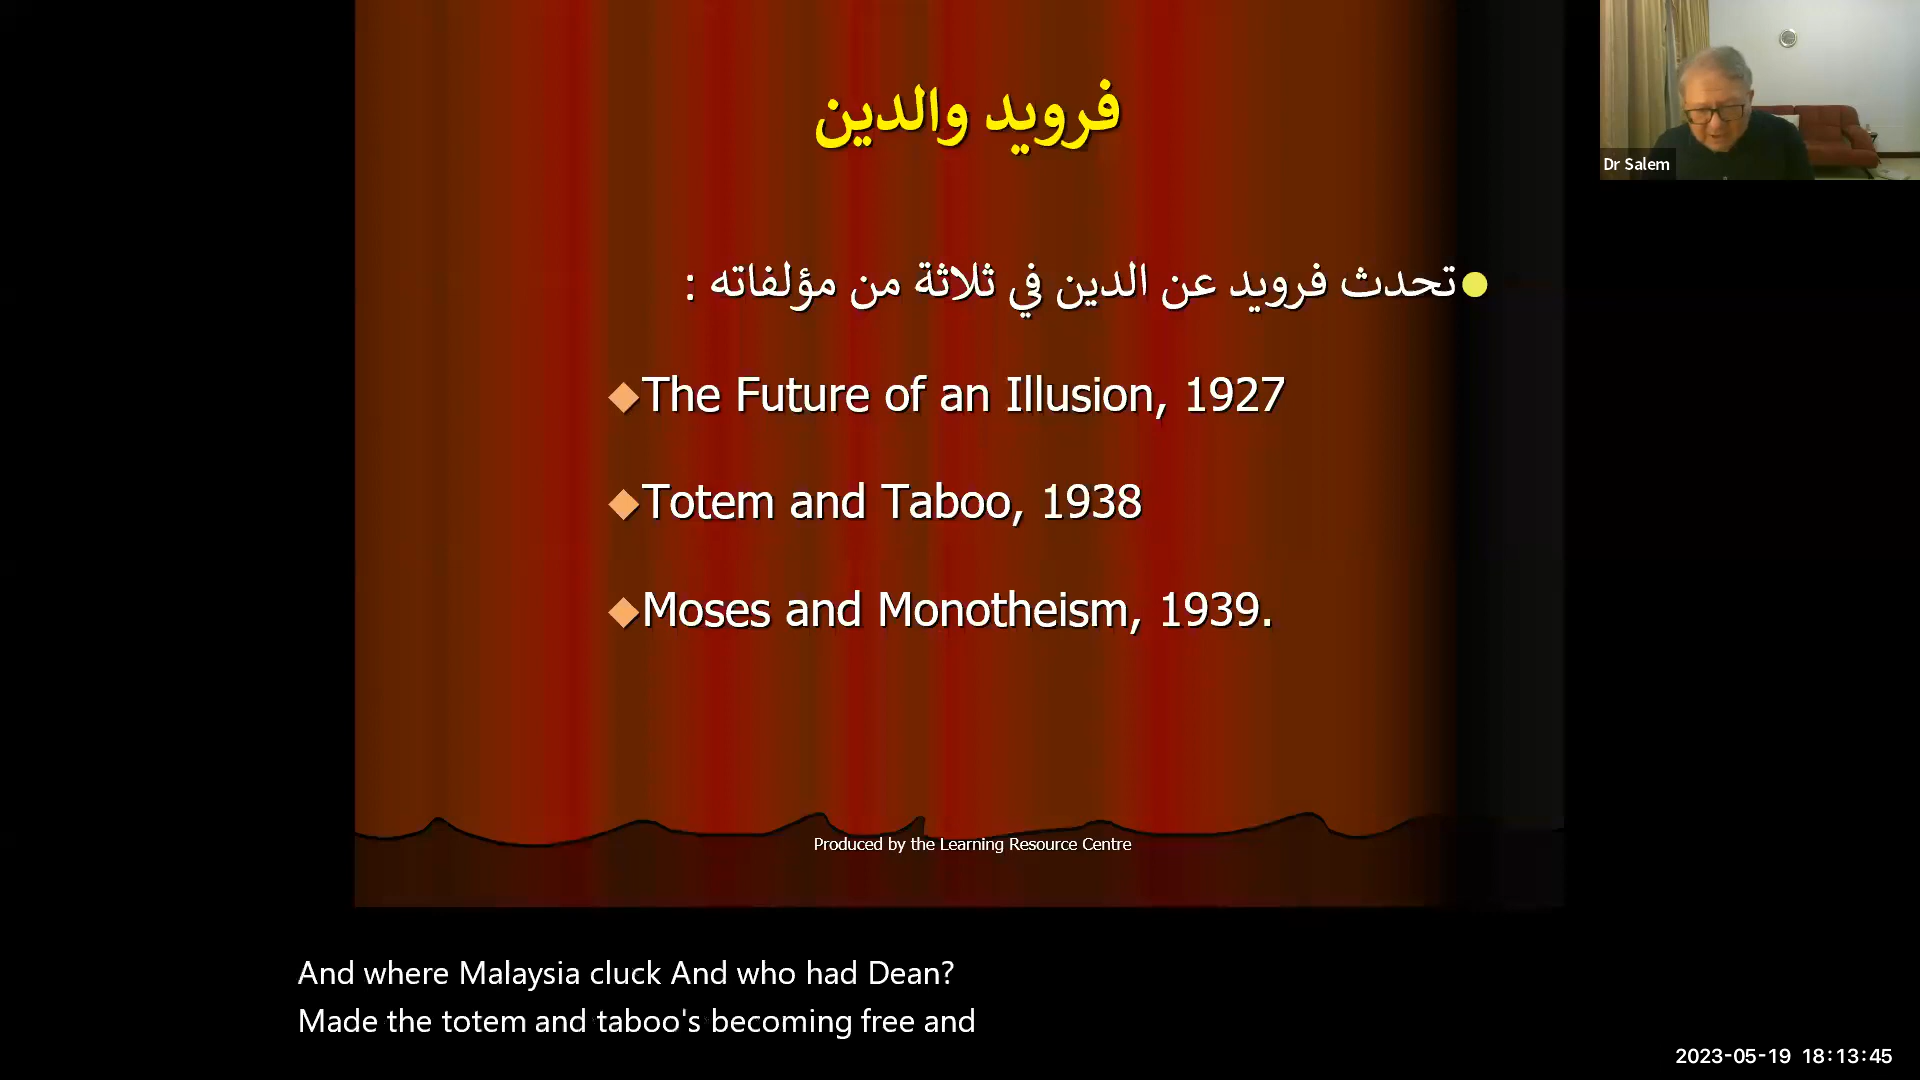 فرويد والدين
Dr Salem
تحدث فرويد عن الدين في ثلاثة من مؤلفاته :
The Future of an Illusion, 1927
Totem and Taboo, 1938
Moses and Monotheism, 1939.
Produced by the Learning Resource Centre
And where Malaysia cluck And who had Dean?
Made the totem and taboo's becoming free and
2023-05-19 18:13:45